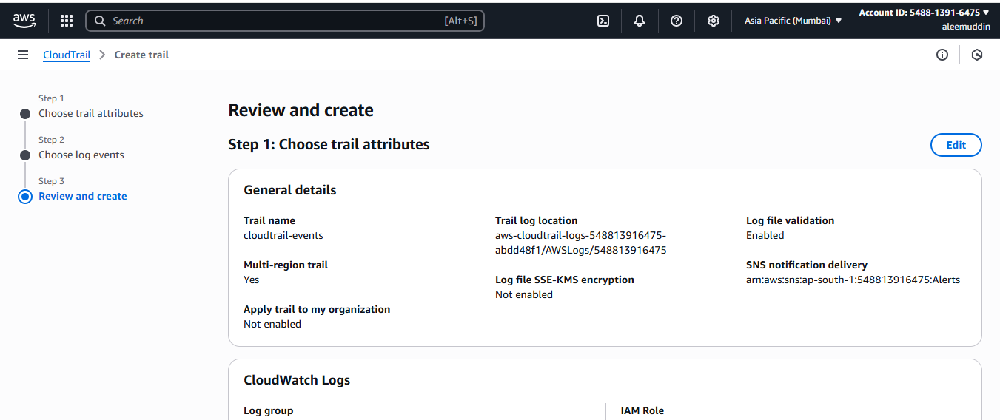 aws
Search
[Alt+S]
Asia Pacific (Mumbai)
Account ID: 5488-1391-6475
aleemuddin
CloudTrail
Create trail
Step 1
Choose trail attributes
Step 2
Choose log events
Step 3
Review and create
Review and create
Step 1: Choose trail attributes
Edit
General details
Trail name
cloudtrail-events
Multi-region trail
Yes
Apply trail to my organization
Not enabled
Trail log location
aws-cloudtrail-logs-548813916475-
abdd48f1/AWSLogs/548813916475
Log file SSE-KMS encryption
Not enabled
Log file validation
Enabled
SNS notification delivery
arn:aws:sns:ap-south-1:548813916475:Alerts
CloudWatch Logs
Log group
IAM Role